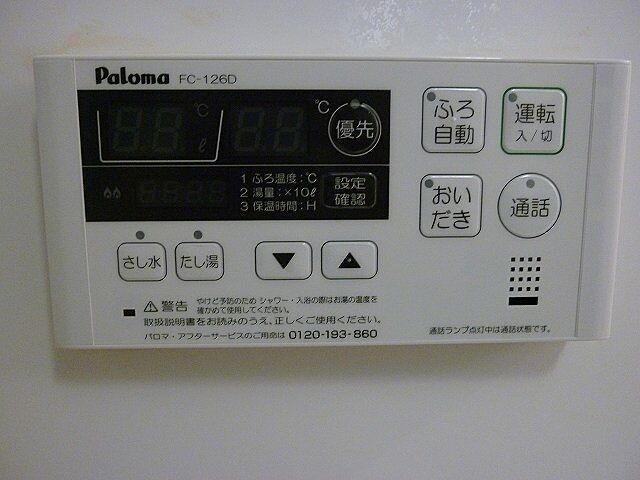 Paloma FC-126D
℃ ℃ 優先
ℓ
1 ふろ温度:℃
2 湯量:×10ℓ
3 保温時間:H
設定
確認
ふろ
自動
運転
入/切
おい
だき
通話
さし水 たし湯 ▼ ▲
⚠警告 やけど予防のため シャワー・入浴の際はお湯の温度を
確かめて使用してください。
取扱説明書をお読みのうえ、正しくご使用ください。
パロマ・アフターサービスのご用命は 0120-193-860
通話ランプ点灯中は通話状態です。